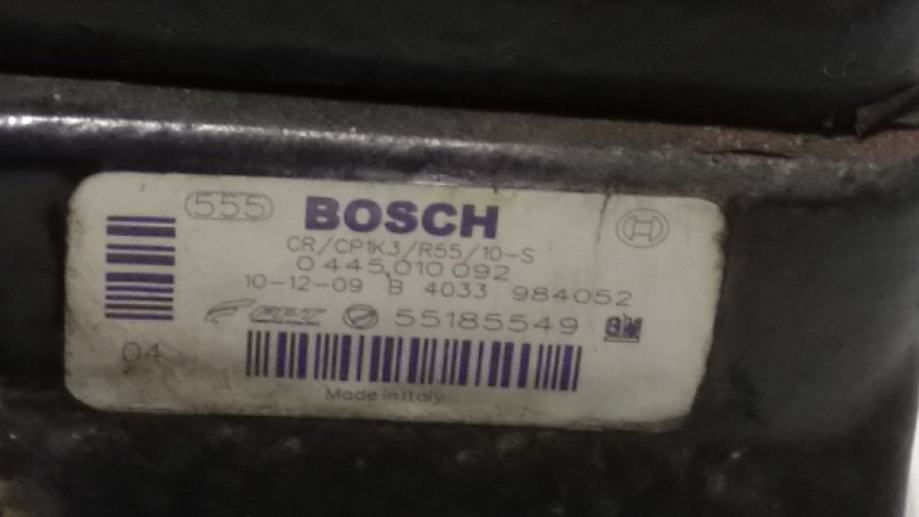 555 BOSCH
CR/CP1K3/R55/10-S
0 445 010 092
10-12-09 B 4033 984052
FPT 55185549 GM
04
Made in Italy